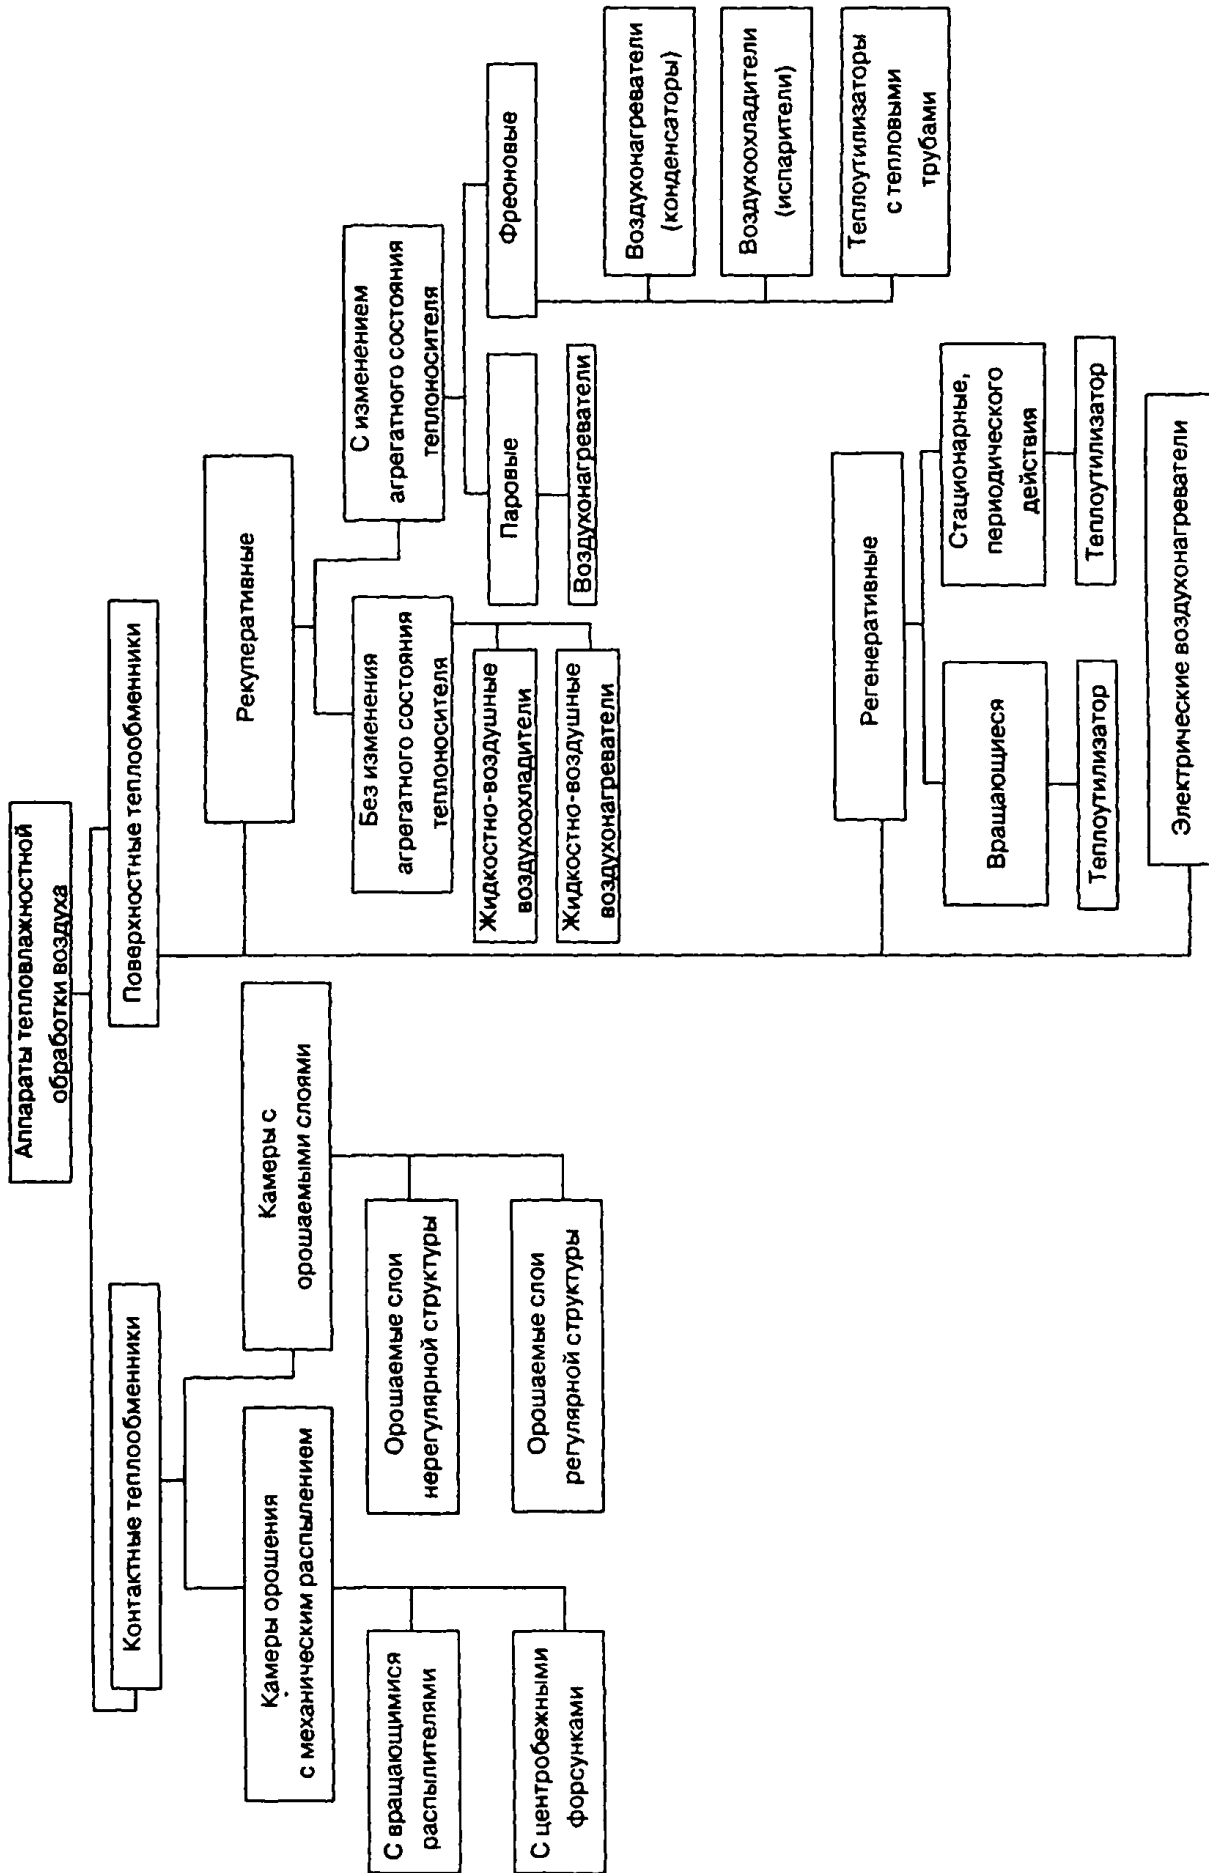 Аппараты тепловлажностной
обработки воздуха
Контактные теплообменники
Камеры орошения
с механическим распылением
С вращающимися
распылителями
С центробежными
форсунками
Камеры с
орошаемыми слоями
Орошаемые слои
нерегулярной структуры
Орошаемые слои
регулярной структуры
Поверхностные теплообменники
Рекуперативные
Без изменения
агрегатного состояния
теплоносителя
Жидкостно-воздушные
воздухоохладители
Жидкостно-воздушные
воздухонагреватели
С изменением
агрегатного состояния
теплоносителя
Паровые
Воздухонагреватели
Фреоновые
Воздухонагреватели
(конденсаторы)
Воздухоохладители
(испарители)
Теплоутилизаторы
с тепловыми
трубами
Регенеративные
Вращающиеся
Теплоутилизатор
Стационарные,
периодического
действия
Теплоутилизатор
Электрические воздухонагреватели